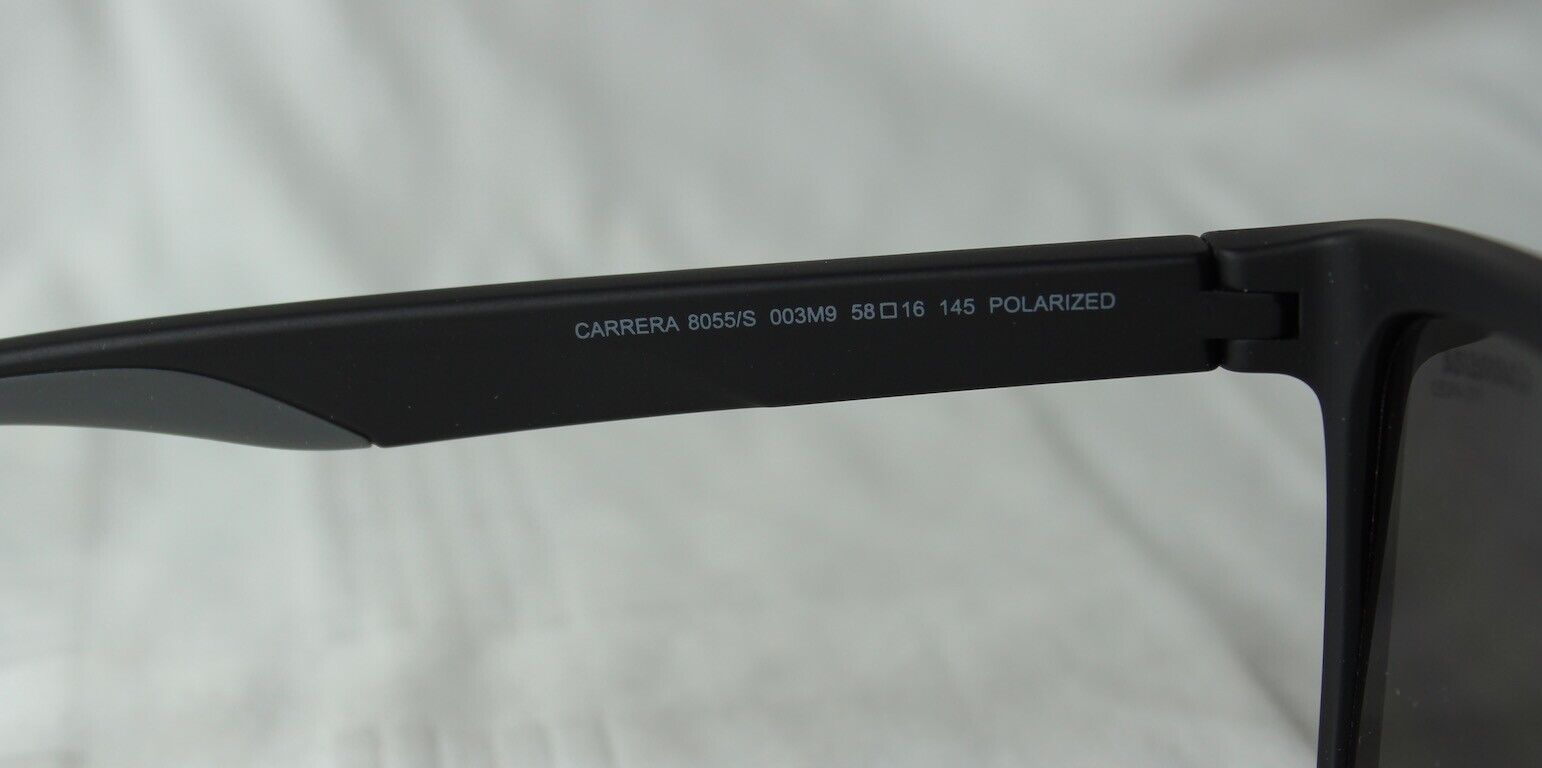 CARRERA 8055/S 003M9 58□16 145 POLARIZED